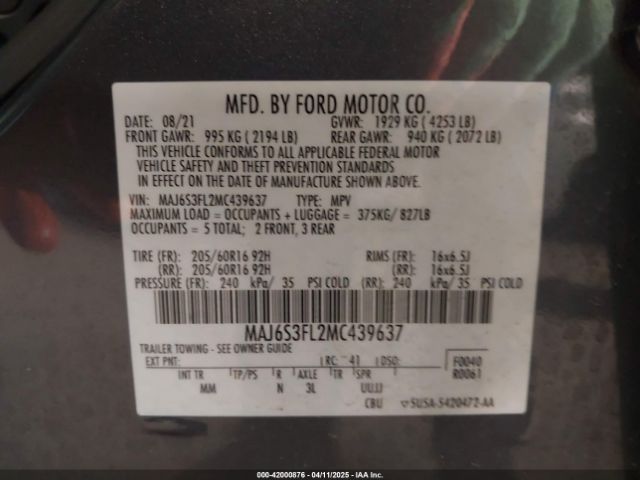 MFD. BY FORD MOTOR CO.
DATE: 08/21 GVWR: 1929 KG ( 4253 LB)
FRONT GAWR: 995 KG ( 2194 LB) REAR GAWR: 940 KG ( 2072 LB)
THIS VEHICLE CONFORMS TO ALL APPLICABLE FEDERAL MOTOR
VEHICLE SAFETY AND THEFT PREVENTION STANDARDS
IN EFFECT ON THE DATE OF MANUFACTURE SHOWN ABOVE.
VIN: MAJ6S3FL2MC439637 TYPE: MPV
MAXIMUM LOAD = OCCUPANTS + LUGGAGE = 375KG/ 827LB
OCCUPANTS = 5 TOTAL; 2 FRONT, 3 REAR
TIRE (FR): 205/60R16 92H RIMS (FR): 16x6.5J
(RR): 205/60R16 92H (RR): 16x6.5J
PRESSURE (FR): 240 kPa/ 35 PSI COLD (RR): 240 kPa/ 35 PSI COLD
MAJ6S3FL2MC439637
TRAILER TOWING - SEE OWNER GUIDE
EXT PNT: RC: 41 DSO: F0040
INT TR TP/PS R AXLE TR SPR R0061
MM N 3L UUJJ
CBU 5U5A-5420472-AA
000-42000876 - 04/11/2025 - IAA Inc.